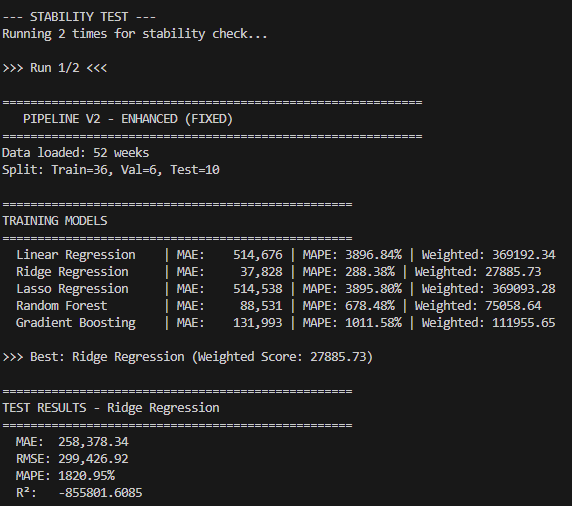 --- STABILITY TEST ---
Running 2 times for stability check...
>>> Run 1/2 <<<
============================================================
PIPELINE V2 - ENHANCED (FIXED)
============================================================
Data loaded: 52 weeks
Split: Train=36, Val=6, Test=10
==================================================
TRAINING MODELS
==================================================
Linear Regression    | MAE:    514,676 | MAPE: 3896.84% | Weighted: 369192.34
Ridge Regression     | MAE:     37,828 | MAPE: 288.38% | Weighted: 27885.73
Lasso Regression     | MAE:    514,538 | MAPE: 3895.80% | Weighted: 369093.28
Random Forest        | MAE:     88,531 | MAPE: 678.48% | Weighted: 75058.64
Gradient Boosting    | MAE:    131,993 | MAPE: 1011.58% | Weighted: 111955.65
>>> Best: Ridge Regression (Weighted Score: 27885.73)
==================================================
TEST RESULTS - Ridge Regression
==================================================
MAE:  258,378.34
RMSE: 299,426.92
MAPE: 1820.95%
R²:   -855801.6085